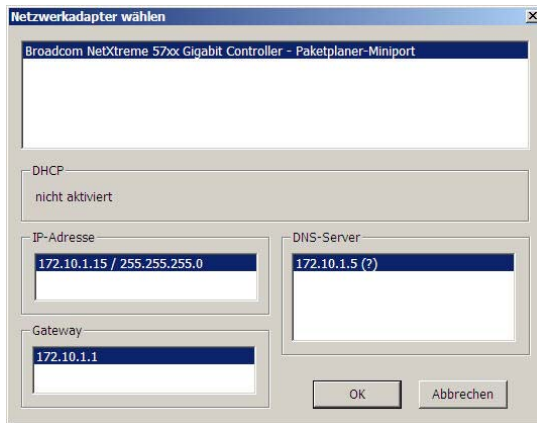 Netzwerkadapter wählen
Broadcom NetXtreme 57xx Gigabit Controller - Paketplaner-Miniport
DHCP
nicht aktiviert
IP-Adresse
172.10.1.15 / 255.255.255.0
DNS-Server
172.10.1.5 (?)
Gateway
172.10.1.1
OK
Abbrechen